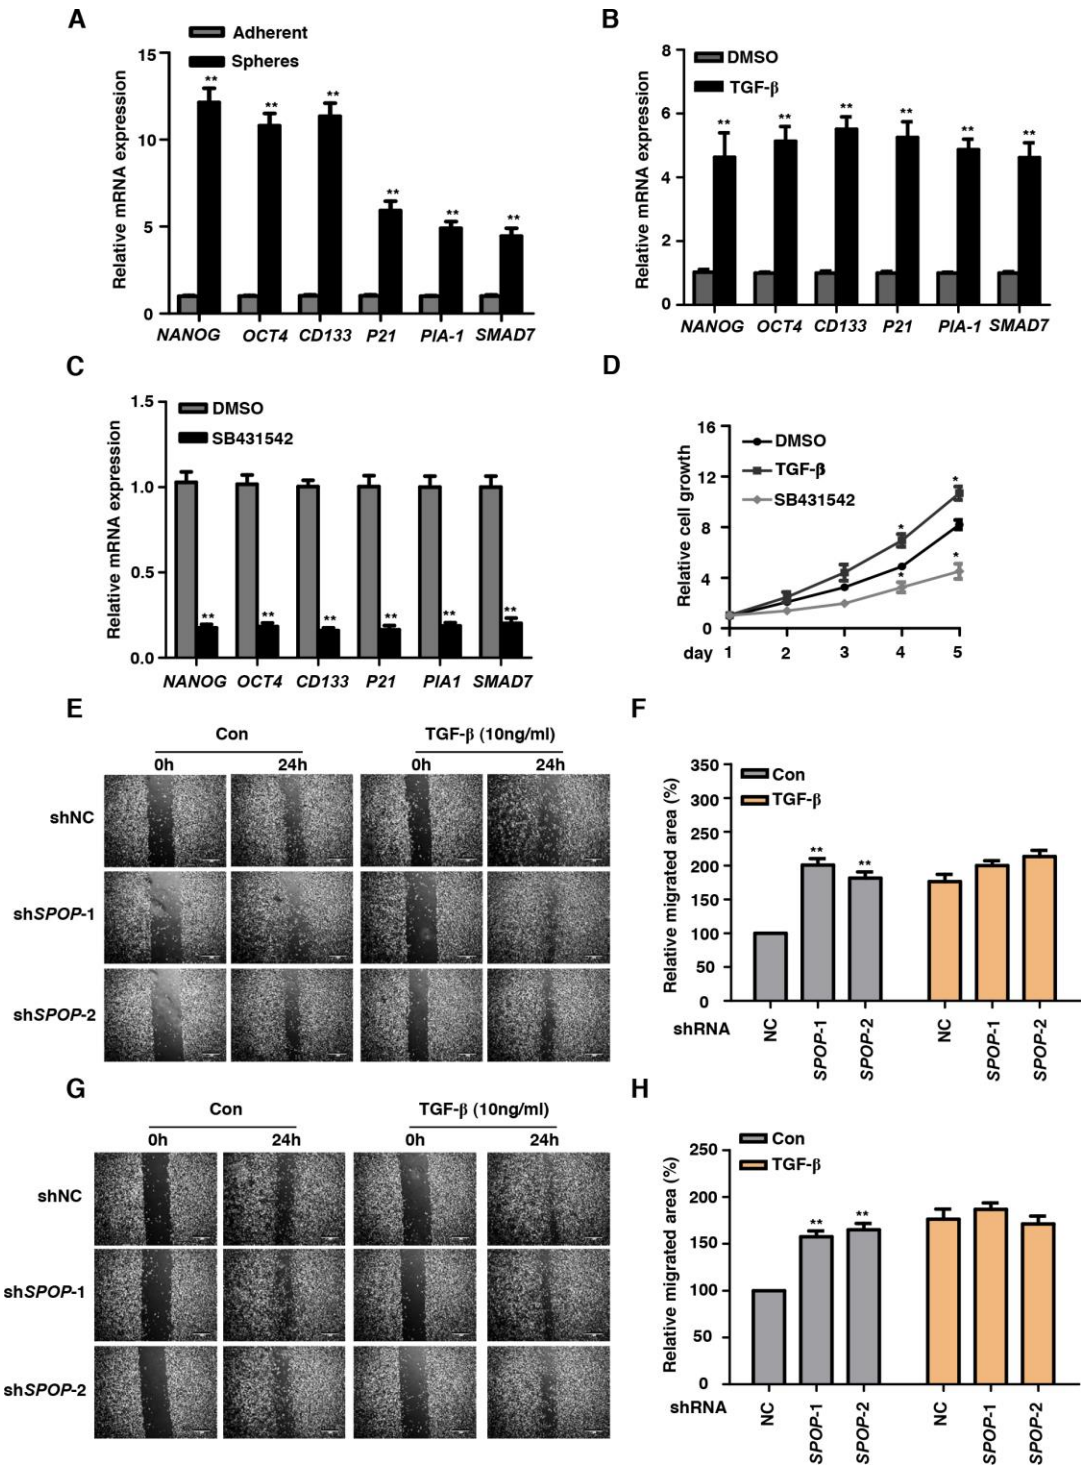 A
Adherent
Spheres
Relative mRNA expression
15
10
5
0
** ** ** ** ** **
NANOG OCT4 CD133 P21 PIA-1 SMAD7
B
DMSO
TGF-β
Relative mRNA expression
8
6
4
2
0
** ** ** ** ** **
NANOG OCT4 CD133 P21 PIA-1 SMAD7
C
DMSO
SB431542
Relative mRNA expression
1.5
1.0
0.5
0.0
** ** ** ** ** **
NANOG OCT4 CD133 P21 PIA1 SMAD7
D
DMSO
TGF-β
SB431542
Relative cell growth
16
12
8
4
0
* *
* *
day 1 2 3 4 5
E
Con TGF-β (10ng/ml)
0h 24h 0h 24h
shNC
shSPOP-1
shSPOP-2
F
Con
TGF-β
Relative migrated area (%)
350
300
250
200
150
100
50
0
** **
shRNA NC SPOP-1 SPOP-2 NC SPOP-1 SPOP-2
G
Con TGF-β (10ng/ml)
0h 24h 0h 24h
shNC
shSPOP-1
shSPOP-2
H
Con
TGF-β
Relative migrated area (%)
250
200
150
100
50
0
** **
shRNA NC SPOP-1 SPOP-2 NC SPOP-1 SPOP-2